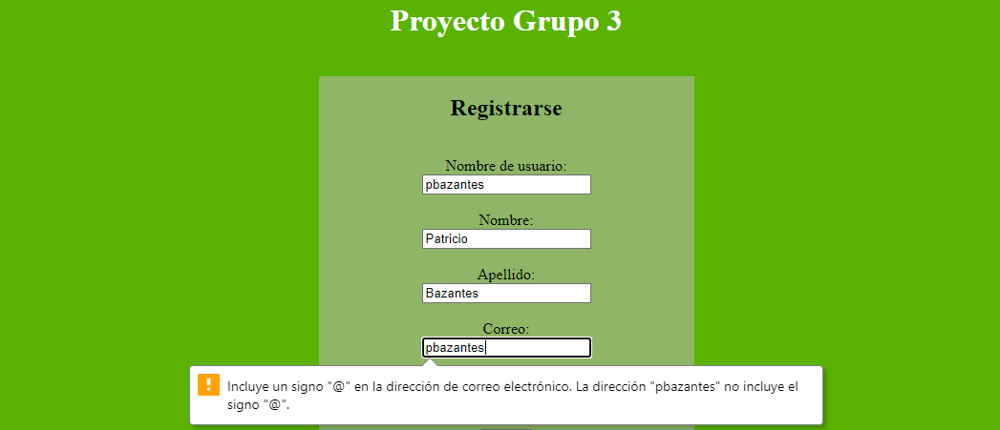 Proyecto Grupo 3
Registrarse
Nombre de usuario:
pbazantes
Nombre:
Patricio
Apellido:
Bazantes
Correo:
pbazantes
Incluye un signo "@" en la dirección de correo electrónico. La dirección "pbazantes" no incluye el
signo "@".